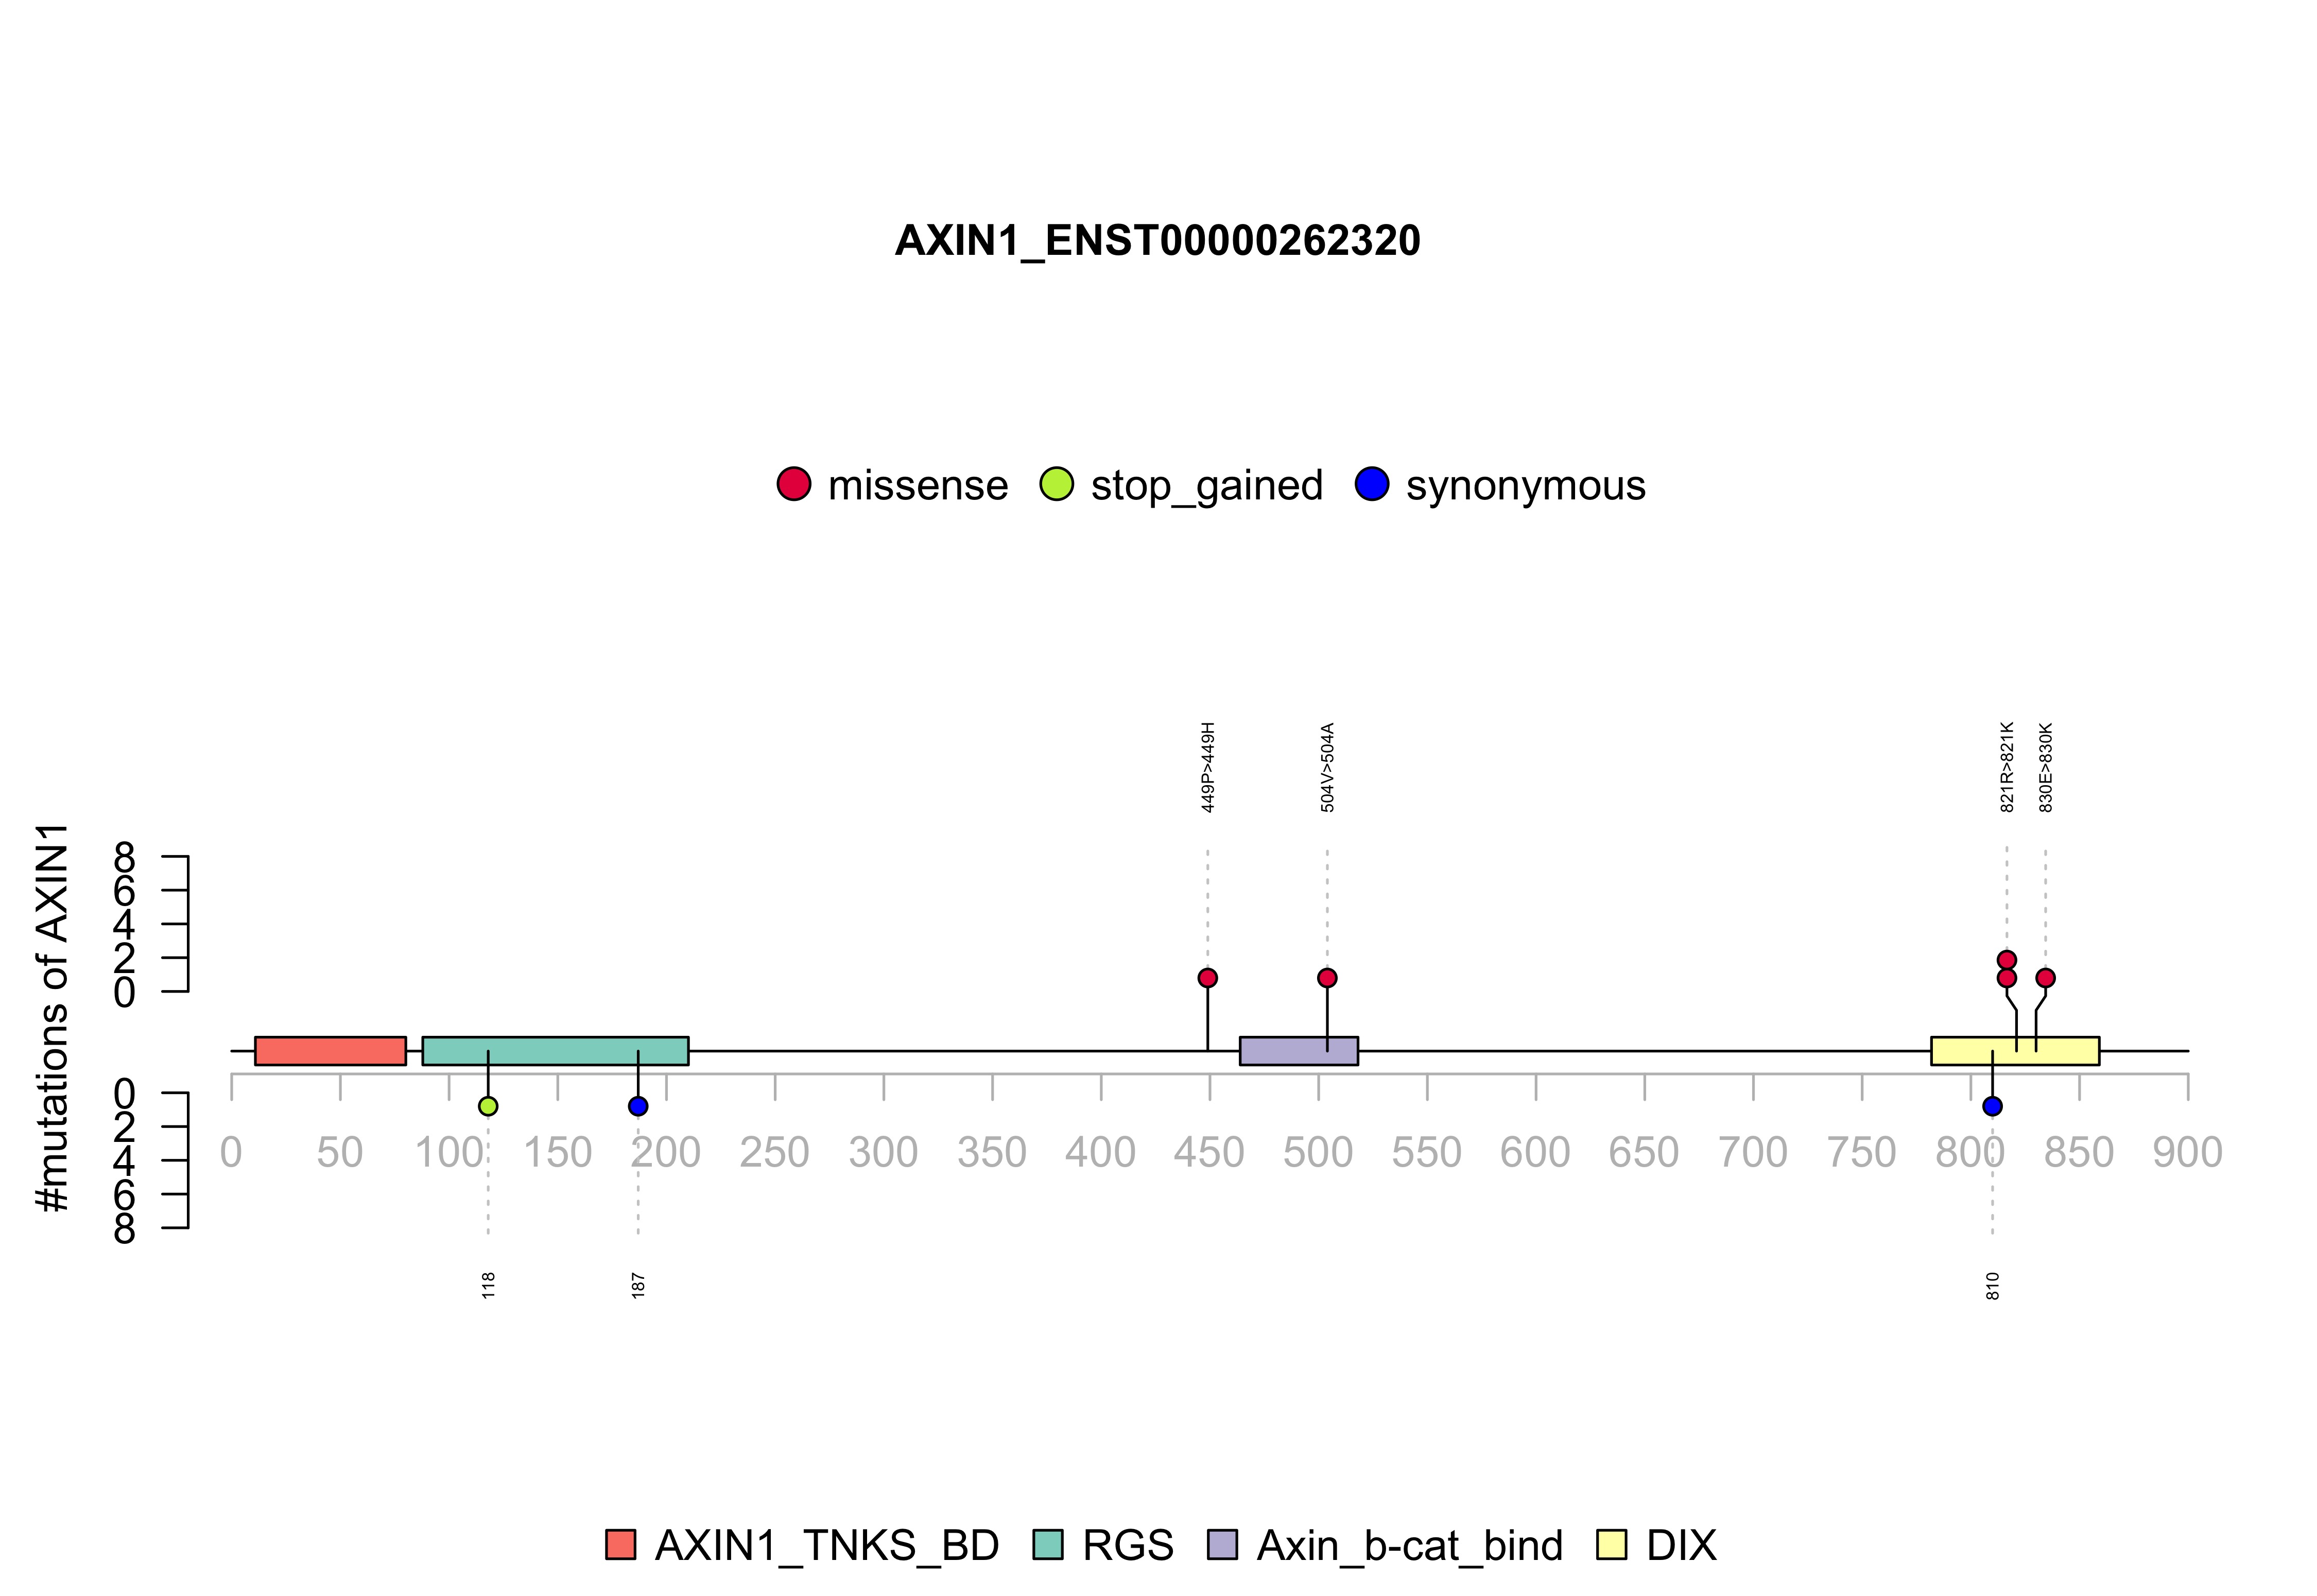 AXIN1_ENST00000262320
missense stop_gained synonymous
449P>449H 504V>504A 821R>821K 830E>830K
#mutations of AXIN1
8
6
4
2
0
0
2
4
6
8
0 50 100 150 200 250 300 350 400 450 500 550 600 650 700 750 800 850 900
118 187 810
AXIN1_TNKS_BD RGS Axin_b-cat_bind DIX